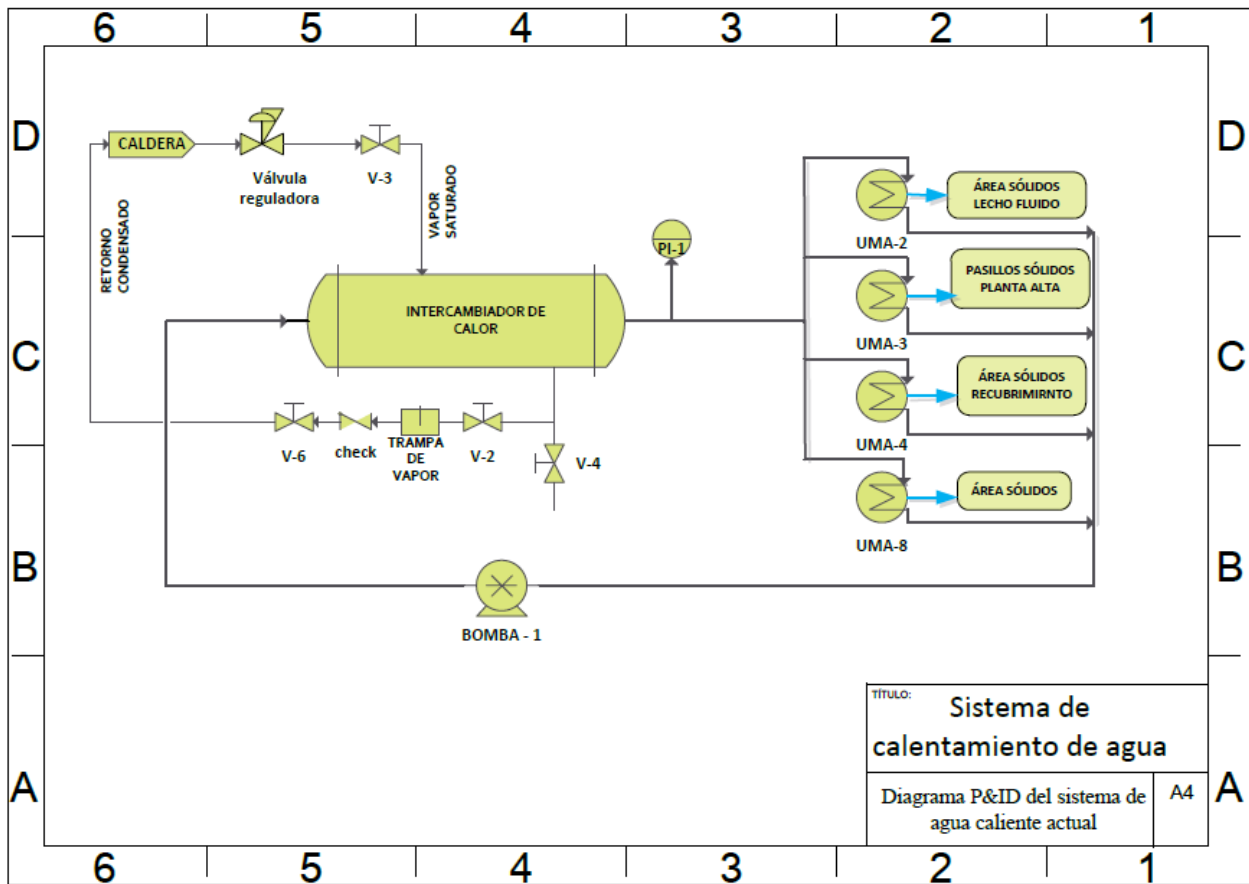 6 5 4 3 2 1
D
D
CALDERA
Válvula
reguladora
V-3
VAPOR
SATURADO
RETORNO
CONDENSADO
ÁREA SÓLIDOS
LECHO FLUIDO
UMA-2
PI-1
PASILLOS SÓLIDOS
PLANTA ALTA
UMA-3
INTERCAMBIADOR DE
CALOR
C
C
ÁREA SÓLIDOS
RECUBRIMIRNTO
UMA-4
V-6
check
TRAMPA
DE
VAPOR
V-2
V-4
ÁREA SÓLIDOS
UMA-8
B
B
BOMBA - 1
TÍTULO:
Sistema de
calentamiento de agua
A
A
Diagrama P&ID del sistema de
agua caliente actual
A4
6 5 4 3 2 1